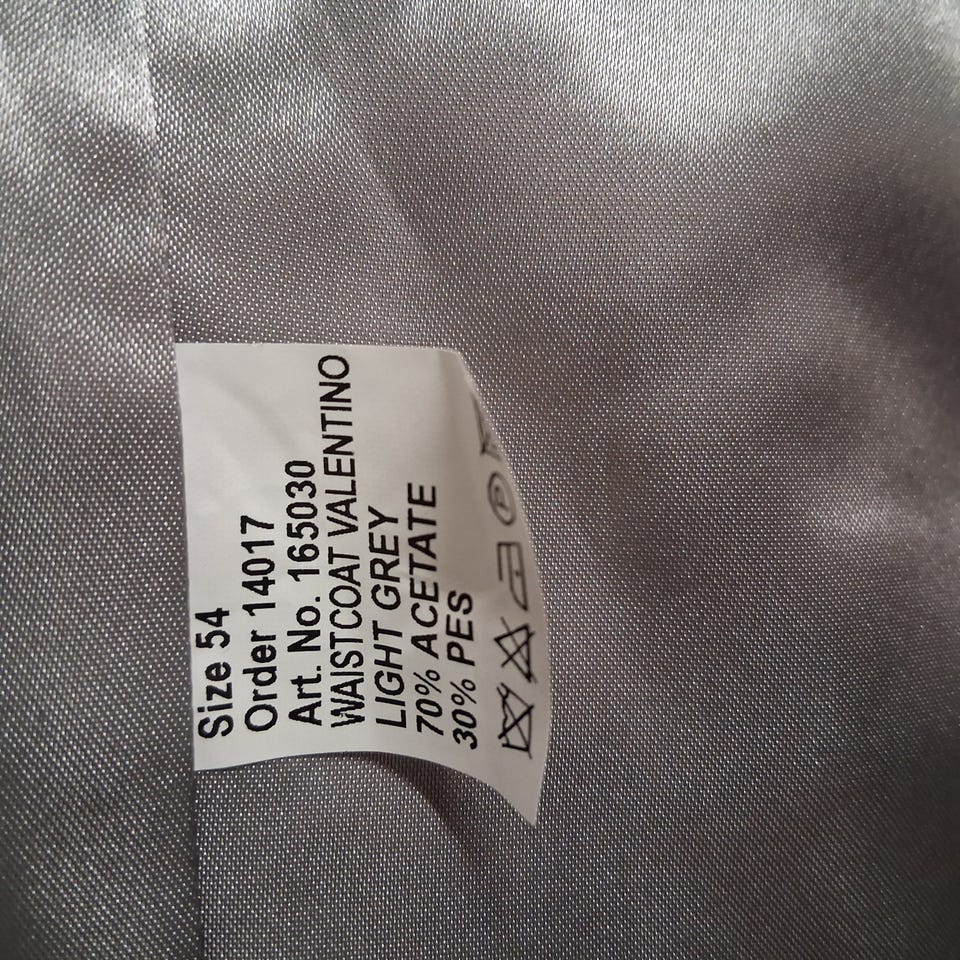 Size 54
Order 14017
Art. No. 165030
WAISTCOAT VALENTINO
LIGHT GREY
70% ACETATE
30% PES
P